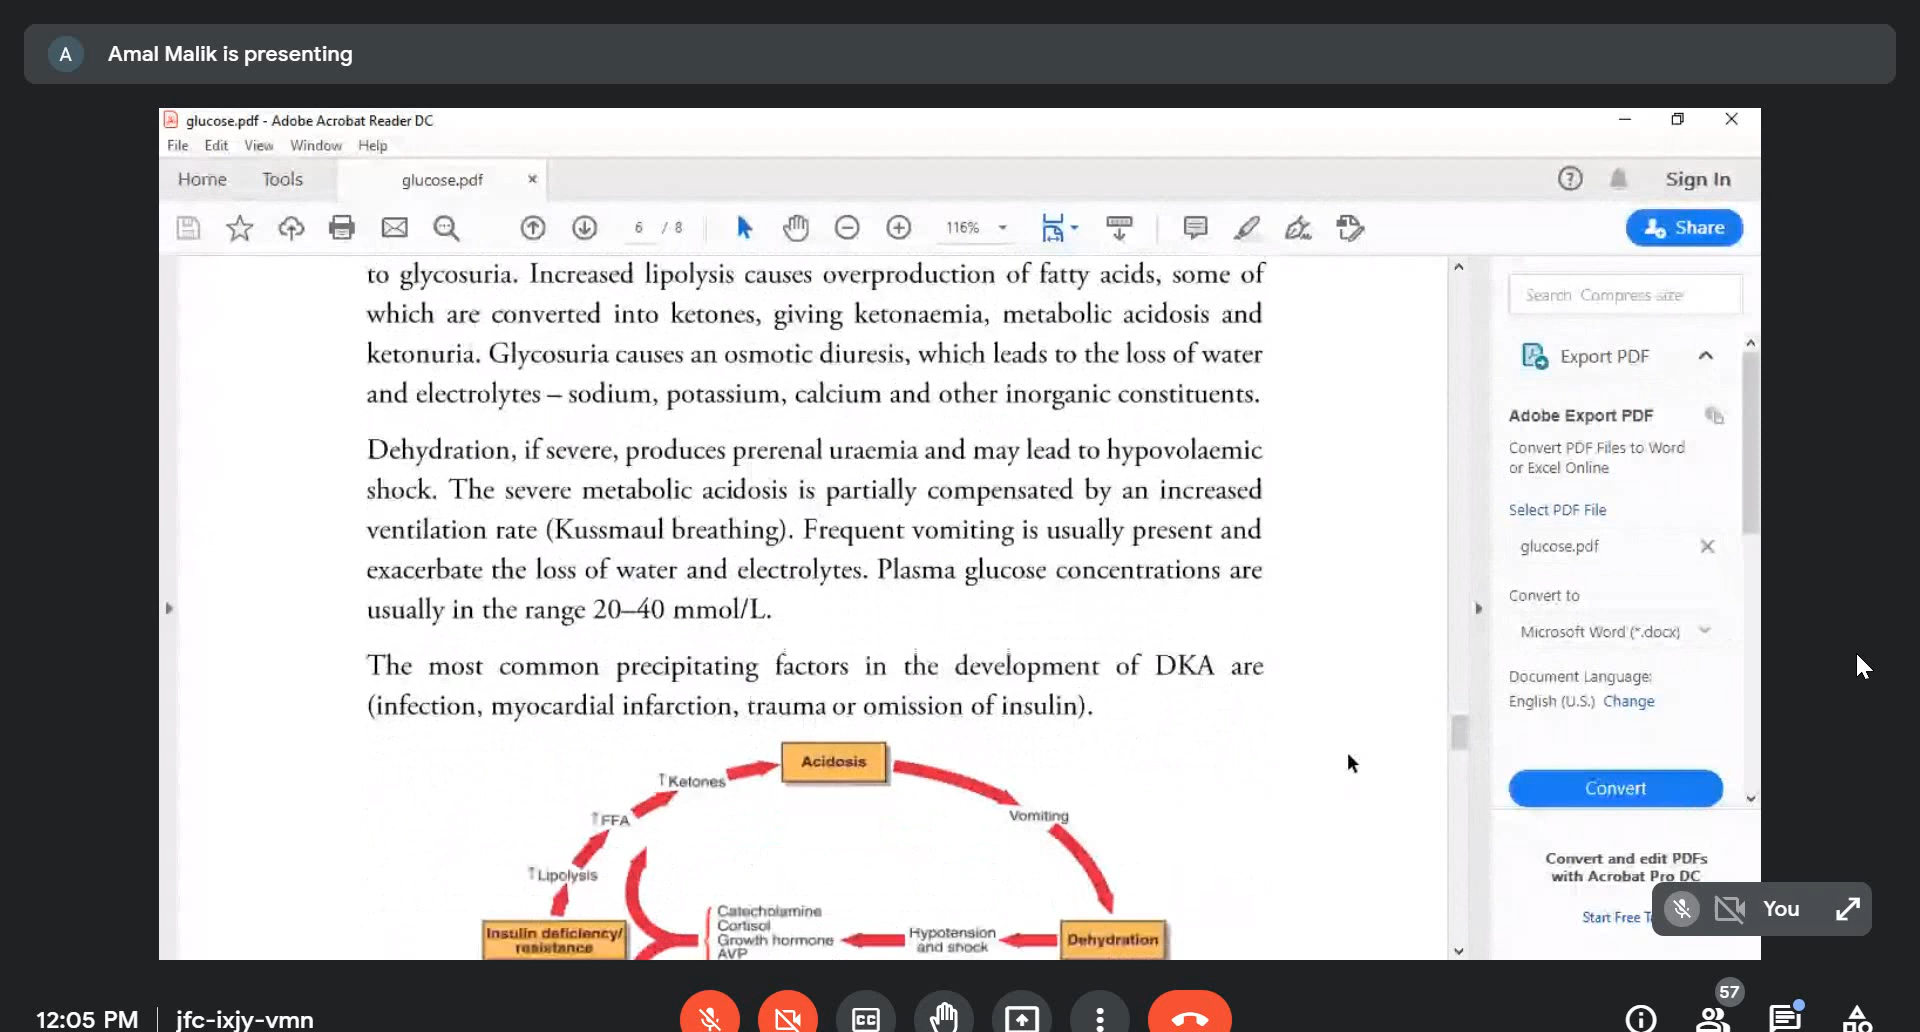 A Amal Malik is presenting
glucose.pdf - Adobe Acrobat Reader DC
File Edit View Window Help
Home Tools glucose.pdf × Sign In
6 / 8 116% Share
to glycosuria. Increased lipolysis causes overproduction of fatty acids, some of
which are converted into ketones, giving ketonaemia, metabolic acidosis and
ketonuria. Glycosuria causes an osmotic diuresis, which leads to the loss of water
and electrolytes – sodium, potassium, calcium and other inorganic constituents.
Dehydration, if severe, produces prerenal uraemia and may lead to hypovolaemic
shock. The severe metabolic acidosis is partially compensated by an increased
ventilation rate (Kussmaul breathing). Frequent vomiting is usually present and
exacerbate the loss of water and electrolytes. Plasma glucose concentrations are
usually in the range 20–40 mmol/L.
The most common precipitating factors in the development of DKA are
(infection, myocardial infarction, trauma or omission of insulin).
Acidosis
↑Ketones
↑FFA
Vomiting
↑Lipolysis
Catecholamine
Cortisol
Growth hormone
AVP
Insulin deficiency/
resistance
Hypotension
and shock
Dehydration
Search Compress size
Export PDF
Adobe Export PDF
Convert PDF Files to Word
or Excel Online
Select PDF File
glucose.pdf
Convert to
Microsoft Word (*.docx)
Document Language:
English (U.S.) Change
Convert
Convert and edit PDFs
with Acrobat Pro DC
Start Free
You
57
12:05 PM jfc-ixjy-vmn
CC